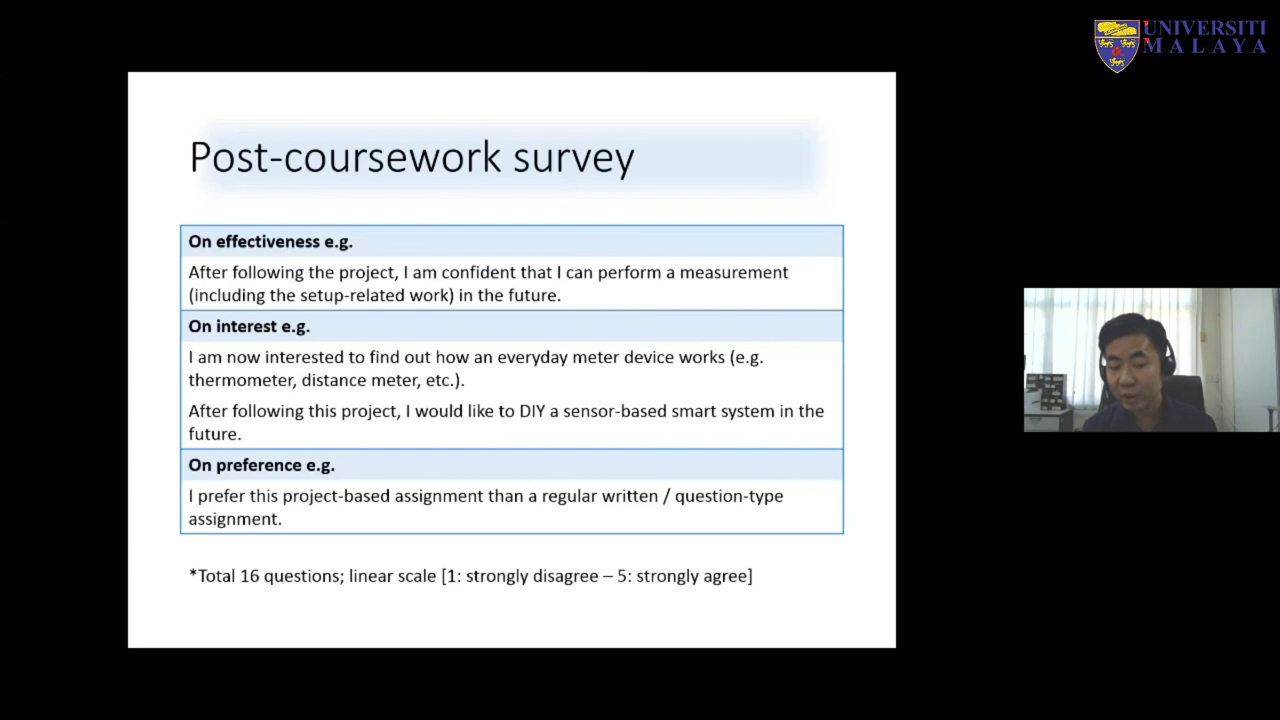 UNIVERSITI
MALAYA
Post-coursework survey
On effectiveness e.g.
After following the project, I am confident that I can perform a measurement
(including the setup-related work) in the future.
On interest e.g.
I am now interested to find out how an everyday meter device works (e.g.
thermometer, distance meter, etc.).
After following this project, I would like to DIY a sensor-based smart system in the
future.
On preference e.g.
I prefer this project-based assignment than a regular written / question-type
assignment.
*Total 16 questions; linear scale [1: strongly disagree – 5: strongly agree]